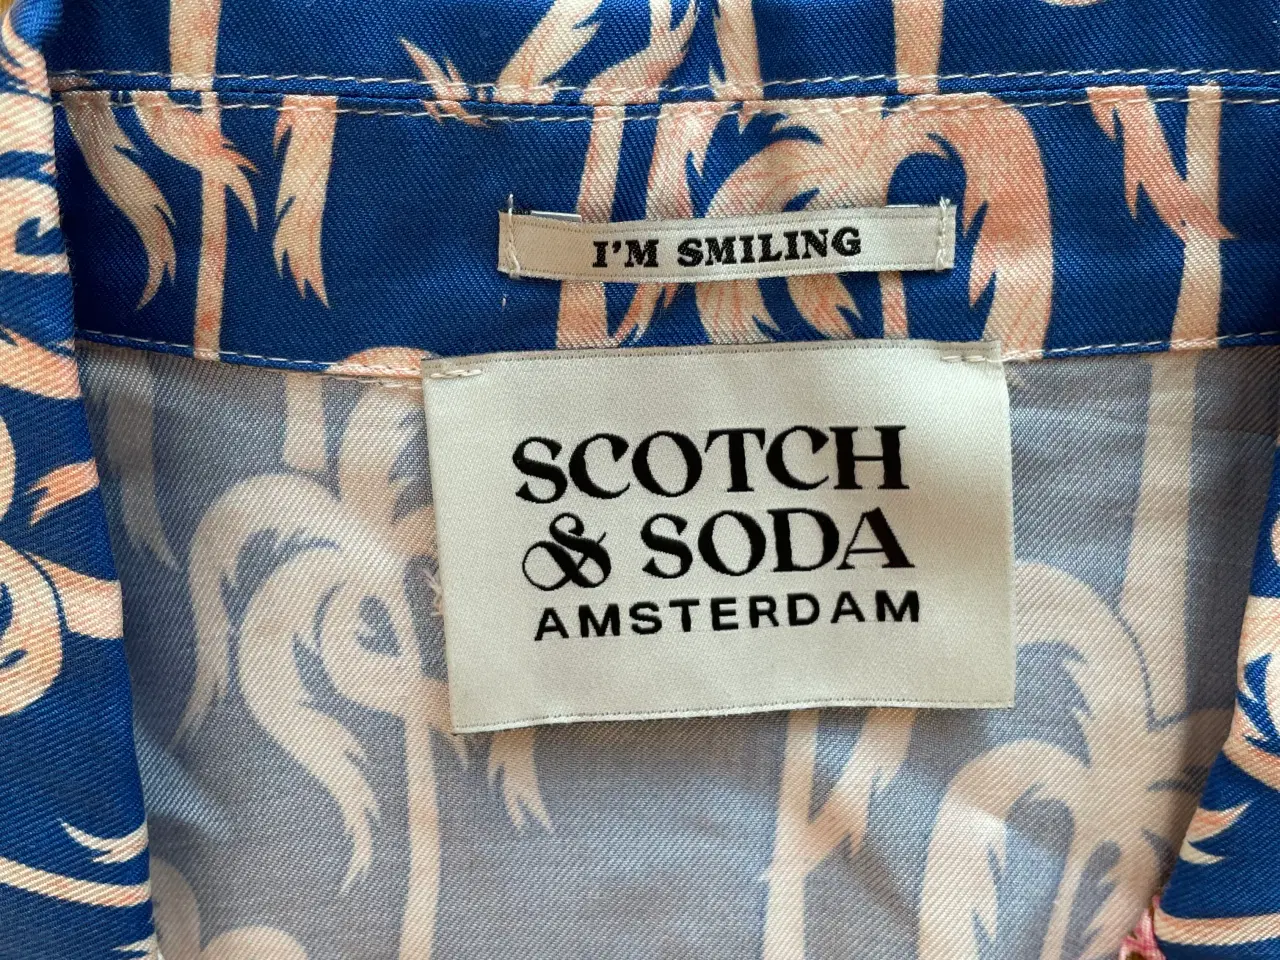 I'M SMILING
SCOTCH
& SODA
AMSTERDAM